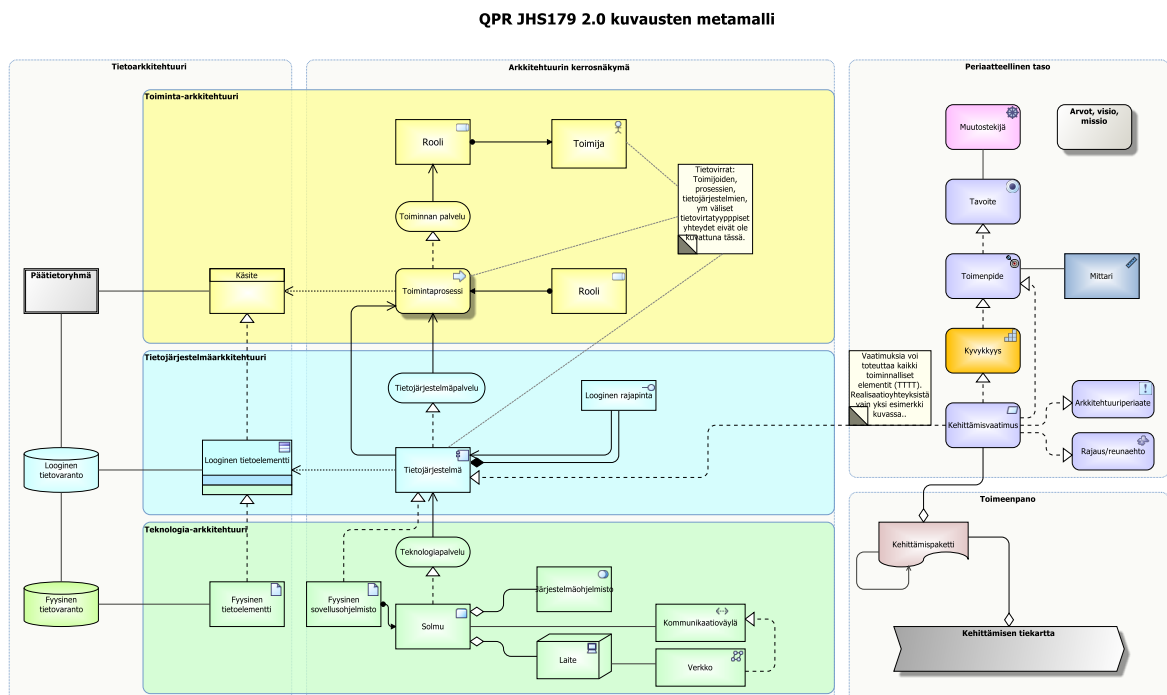 QPR JHS179 2.0 kuvausten metamalli
Tietoarkkitehtuuri
Arkkitehtuurin kerrosnäkymä
Periaatteellinen taso
Toiminta-arkkitehtuuri
Rooli
Toimija
Toiminnan palvelu
Tietovirrat:
Toimijoiden,
prosessien,
tietojärjestelmien,
ym väliset
tietovirtatyypppiset
yhteydet eivät ole
kuvattuna tässä.
Päätietoryhmä
Käsite
Toimintaprosessi
Rooli
Tietojärjestelmäarkkitehtuuri
Tietojärjestelmäpalvelu
Looginen rajapinta
Looginen
tietovaranto
Looginen tietoelementti
Tietojärjestelmä
Teknologia-arkkitehtuuri
Teknologiapalvelu
Fyysinen
tietovaranto
Fyysinen
tietoelementti
Fyysinen
sovellusohjelmisto
Järjestelmäohjelmisto
Solmu
Kommunikaatioväylä
Laite
Verkko
Muutostekijä
Arvot, visio,
missio
Tavoite
Toimenpide
Mittari
Kyvykkyys
Vaatimuksia voi
toteuttaa kaikki
toiminnalliset
elementit (TTTT).
Realisaatioyhteyksistä
vain yksi esimerkki
kuvassa..
Kehittämisvaatimus
Arkkitehtuuriperiaate
Rajaus/reunaehto
Toimeenpano
Kehittämispaketti
Kehittämisen tiekartta